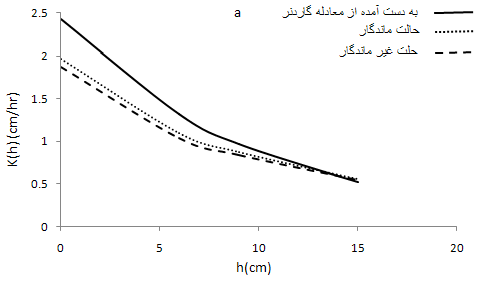 a
به دست آمده از معادله گاردنر
حالت ماندگار
حلت غیر ماندگار
K(h)(cm/hr)
2.5
2
1.5
1
0.5
0
0
5
10
15
20
h(cm)